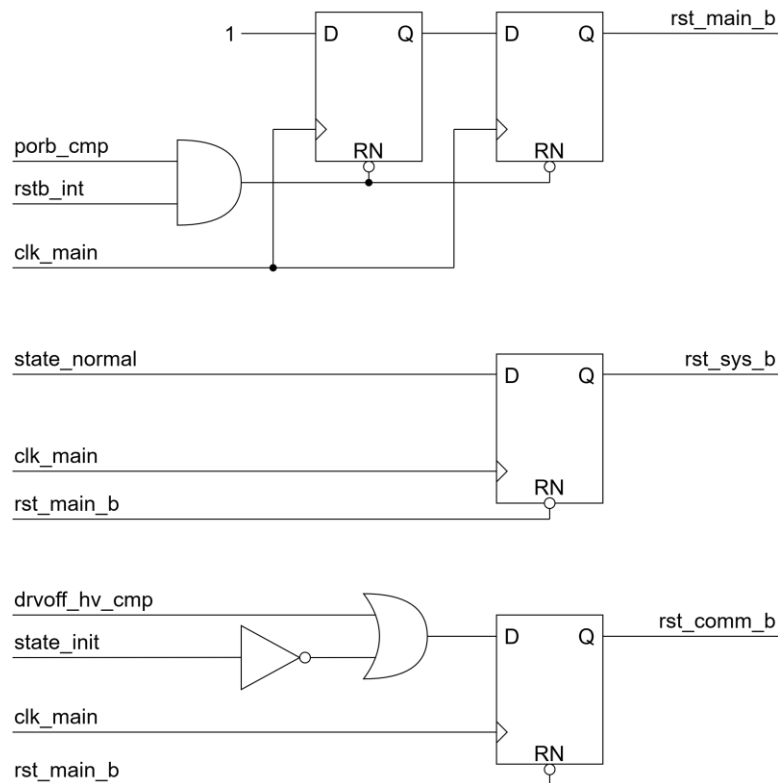 1 D Q D Q rst_main_b
porb_cmp
rstb_int
RN RN
clk_main
state_normal D Q rst_sys_b
clk_main
rst_main_b RN
drvoff_hv_cmp
state_init D Q rst_comm_b
clk_main
rst_main_b RN